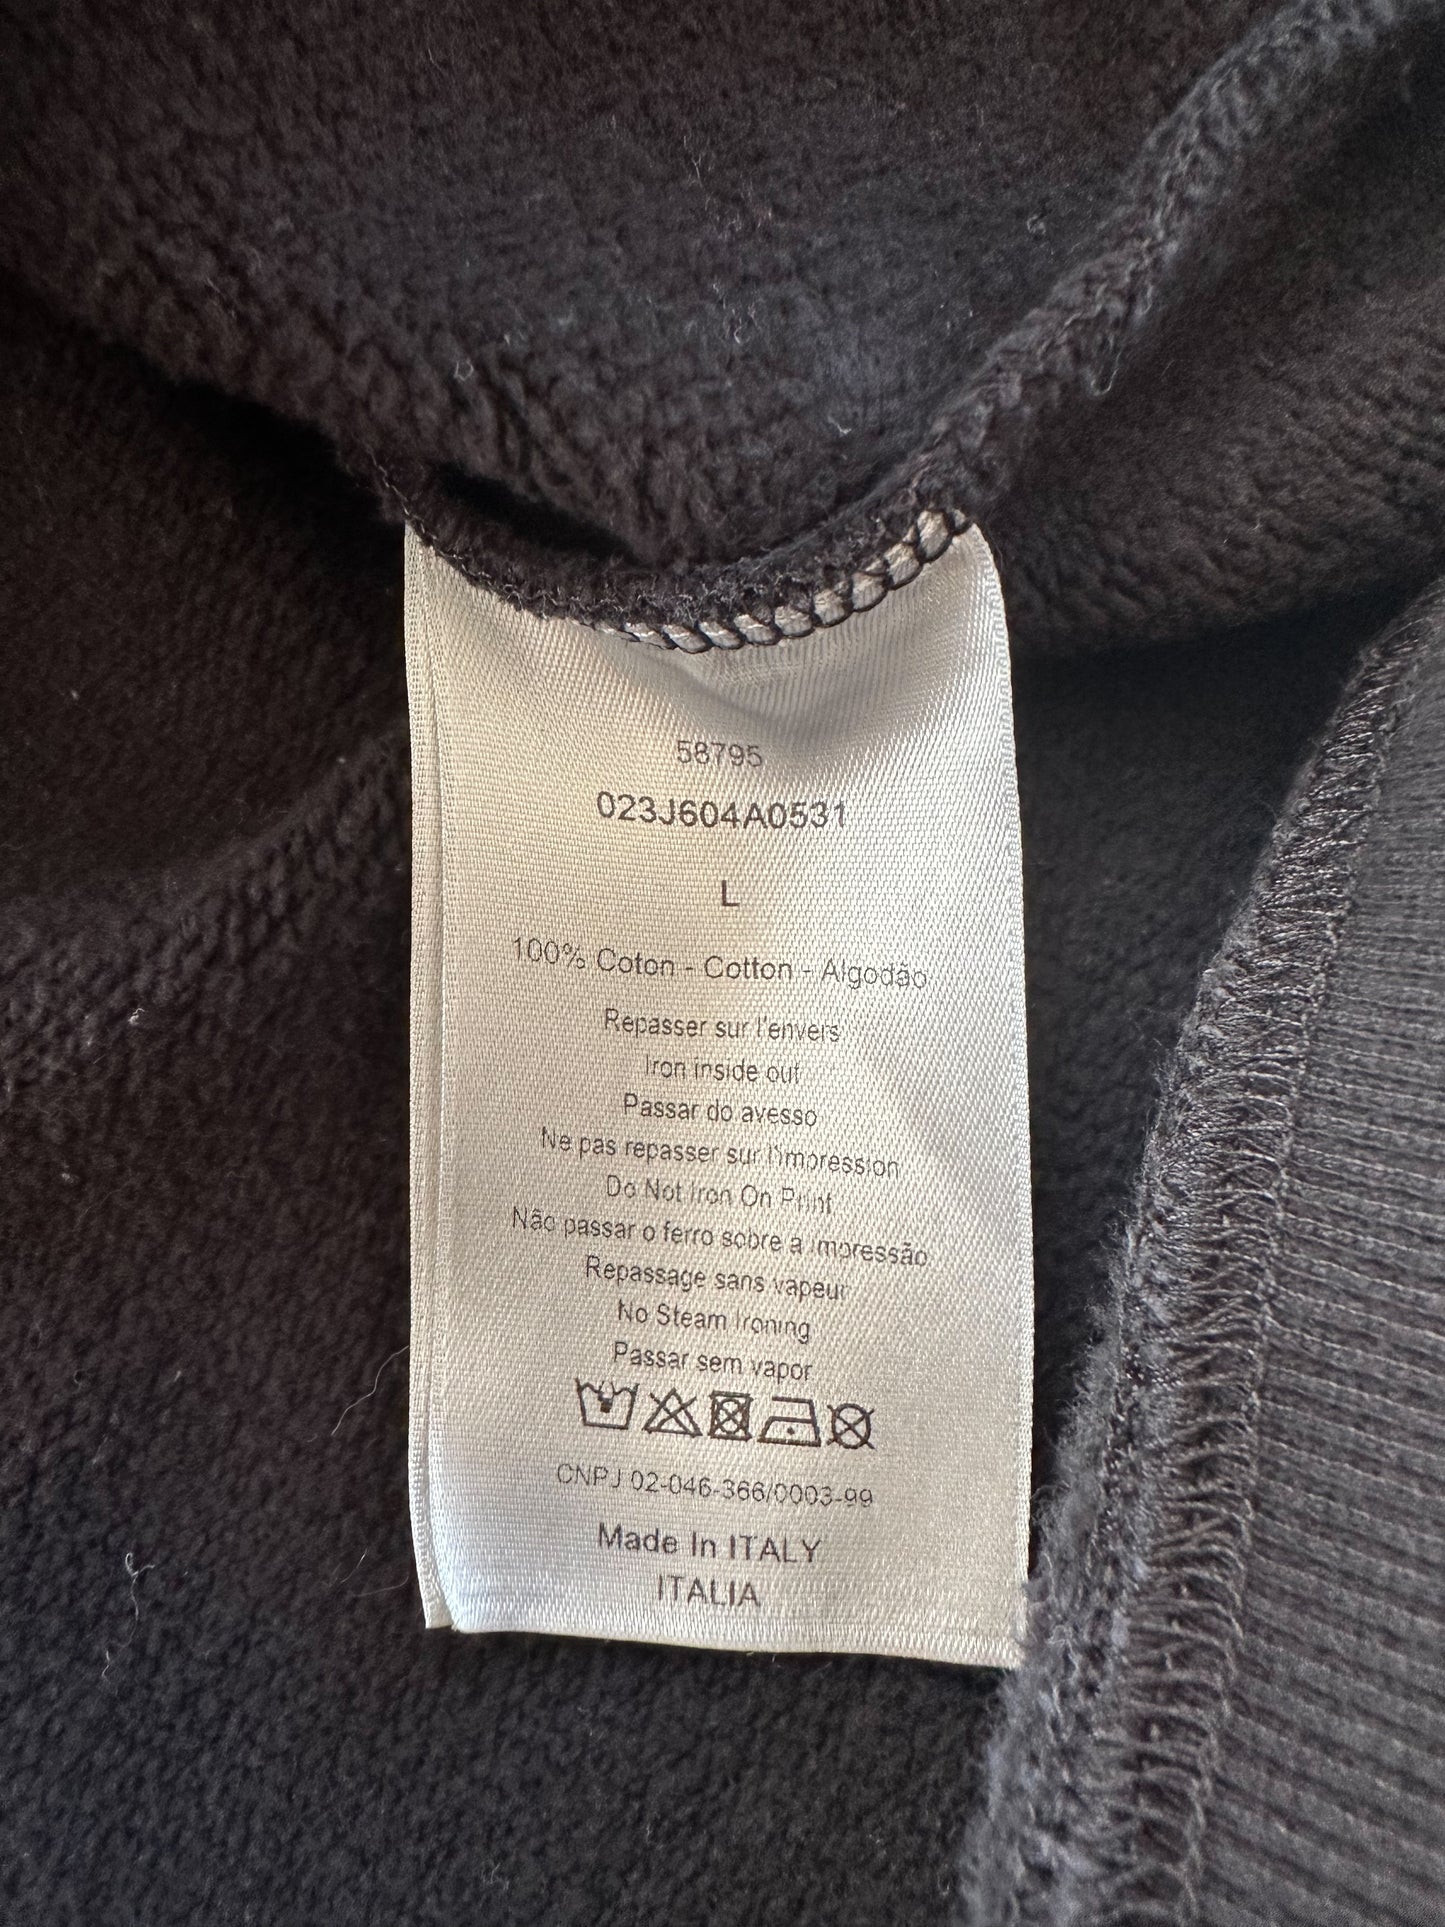 58795
023J604A0531
L
100% Coton - Cotton - Algodão
Repasser sur l'envers
Iron inside out
Passar do avesso
Ne pas repasser sur l'impression
Do Not Iron On Print
Não passar o ferro sobre a impressão
Repassage sans vapeur
No Steam Ironing
Passar sem vapor
CNPJ 02-046-366/0003-99
Made In ITALY
ITALIA